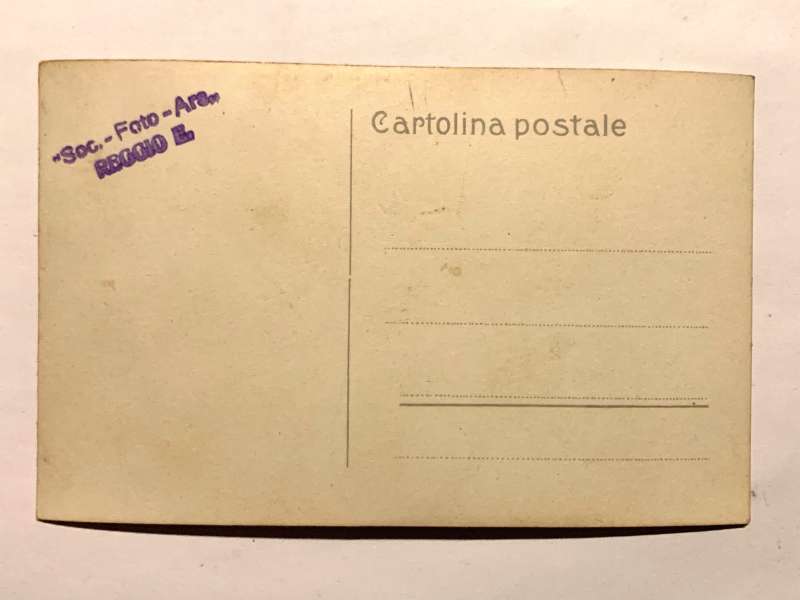 "Soc.-Foto-Ars"
REGGIO E.
Cartolina postale